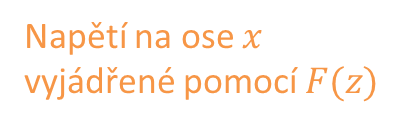 Napětí na ose x
vyjádřené pomocí F(z)